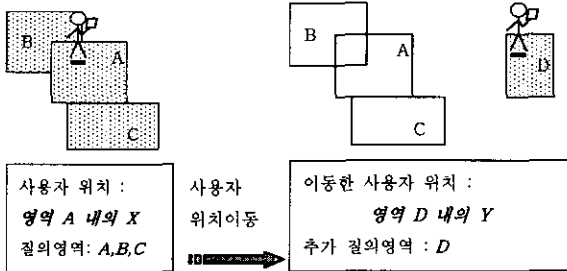 B
A
C
B
A
C
D
사용자 위치 :
영역 A 내의 X
질의영역: A,B,C
사용자
위치이동
이동한 사용자 위치 :
영역 D 내의 Y
추가 질의영역 : D